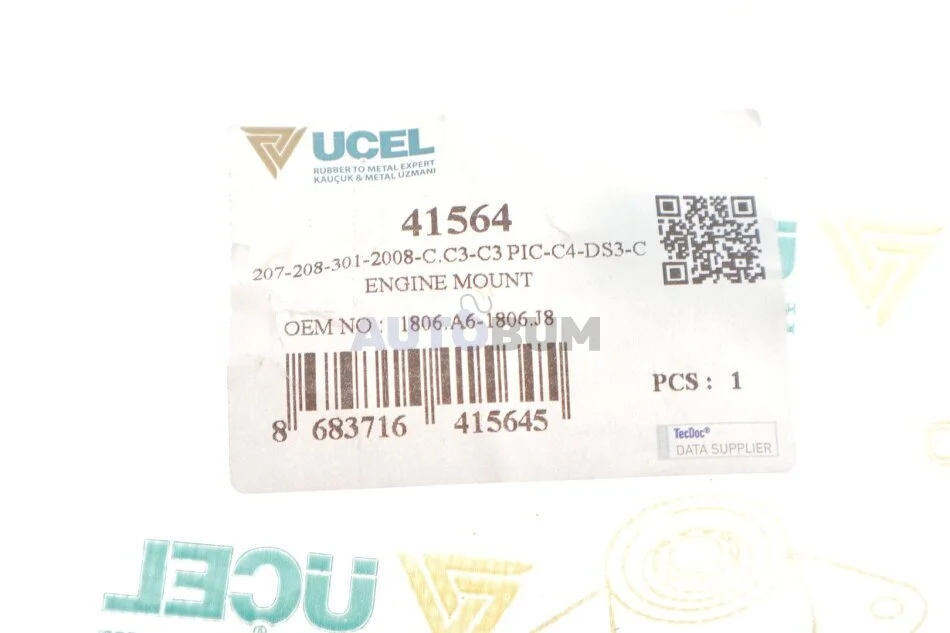 UCEL
RUBBER TO METAL EXPERT
KAUÇUK & METAL UZMANI
41564
207-208-301-2008-C.C3-C3 PIC-C4-DS3-C
ENGINE MOUNT
OEM NO : 1806.A6-1806.J8
AUTOBUM
PCS : 1
8 683716 415645
TecDoc®
DATA SUPPLIER
UCEL